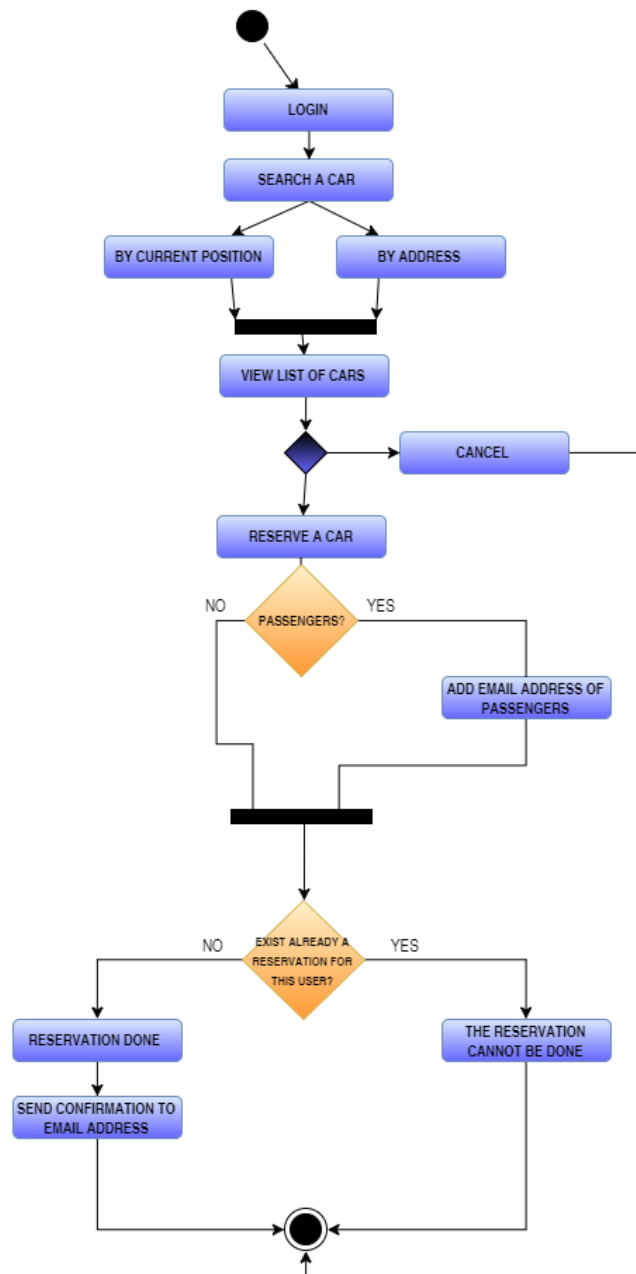 LOGIN
SEARCH A CAR
BY CURRENT POSITION
BY ADDRESS
VIEW LIST OF CARS
CANCEL
RESERVE A CAR
NO
YES
PASSENGERS?
ADD EMAIL ADDRESS OF
PASSENGERS
NO
YES
EXIST ALREADY A
RESERVATION FOR
THIS USER?
RESERVATION DONE
THE RESERVATION
CANNOT BE DONE
SEND CONFIRMATION TO
EMAIL ADDRESS